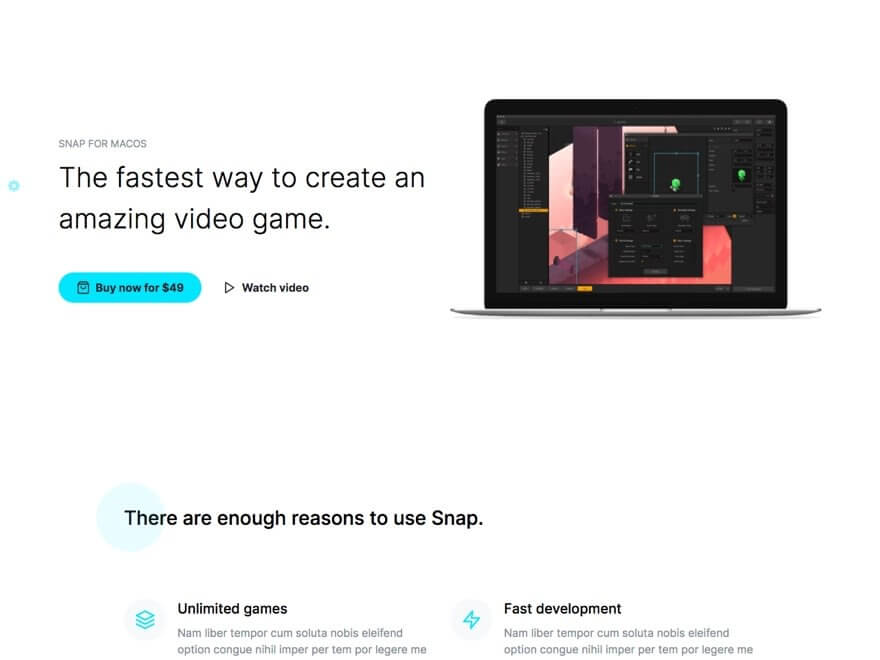 SNAP FOR MACOS
The fastest way to create an
amazing video game.
Buy now for $49
Watch video
There are enough reasons to use Snap.
Unlimited games
Nam liber tempor cum soluta nobis eleifend
option congue nihil imper per tem por legere me
Fast development
Nam liber tempor cum soluta nobis eleifend
option congue nihil imper per tem por legere me